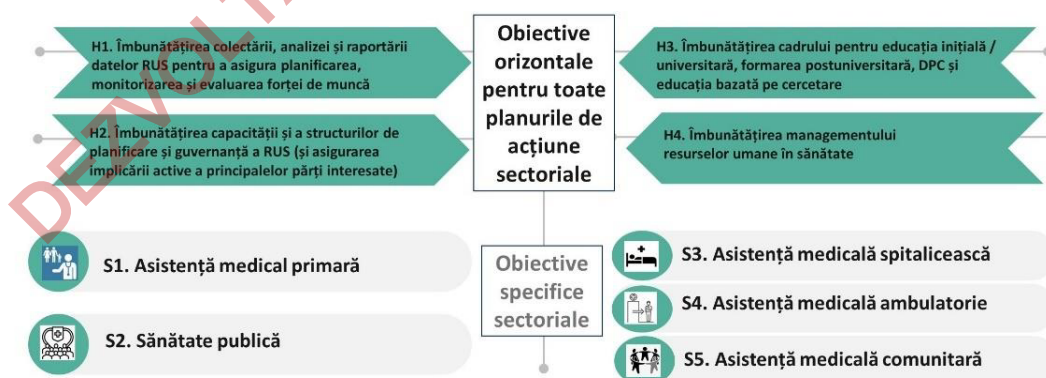 H1. Îmbunătățirea colectării, analizei și raportării
datelor RUS pentru a asigura planificarea,
monitorizarea și evaluarea forței de muncă
H2. Îmbunătățirea capacității și a structurilor de
planificare și guvernanță a RUS (și asigurarea
implicării active a principalelor părți interesate)
Obiective
orizontale
pentru toate
planurile de
acțiune
sectoriale
H3. Îmbunătățirea cadrului pentru educația inițială /
universitară, formarea postuniversitară, DPC și
educația bazată pe cercetare
H4. Îmbunătățirea managementului
resurselor umane în sănătate
S1. Asistență medical primară
S2. Sănătate publică
Obiective
specifice
sectoriale
S3. Asistență medicală spitalicească
S4. Asistență medicală ambulatorie
S5. Asistență medicală comunitară